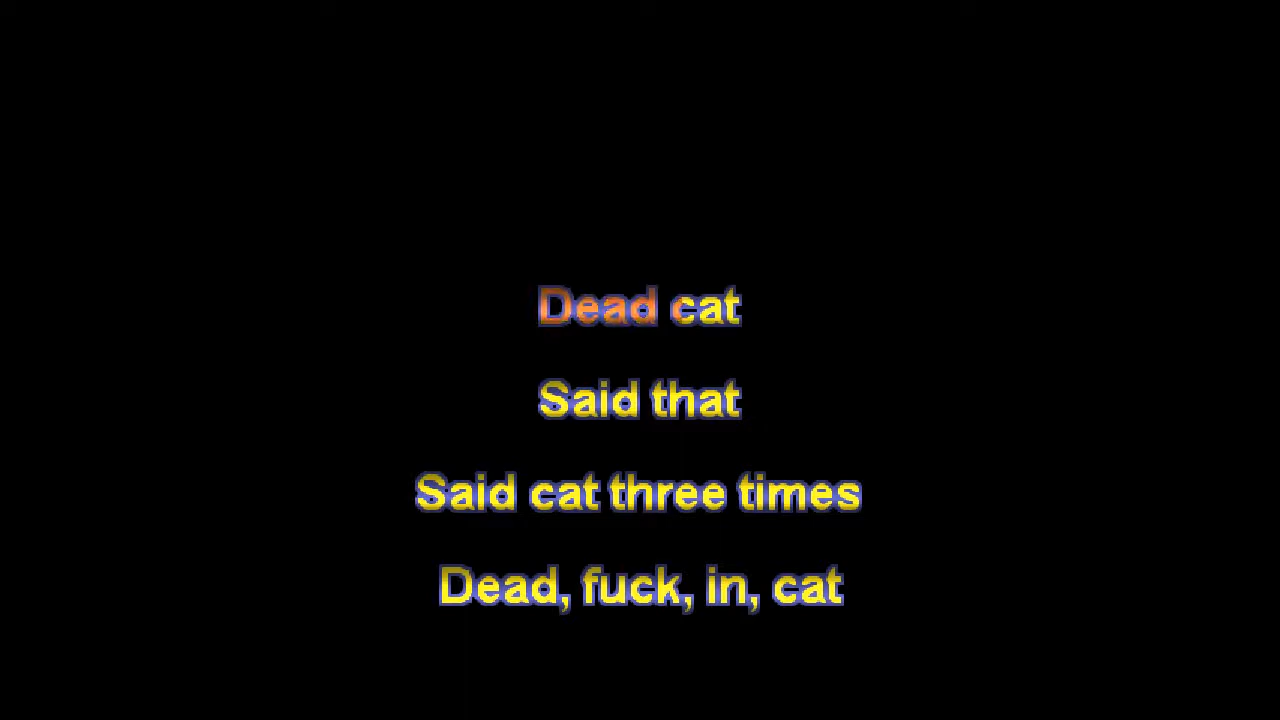 Dead cat
Said that
Said cat three times
Dead, fuck, in, cat